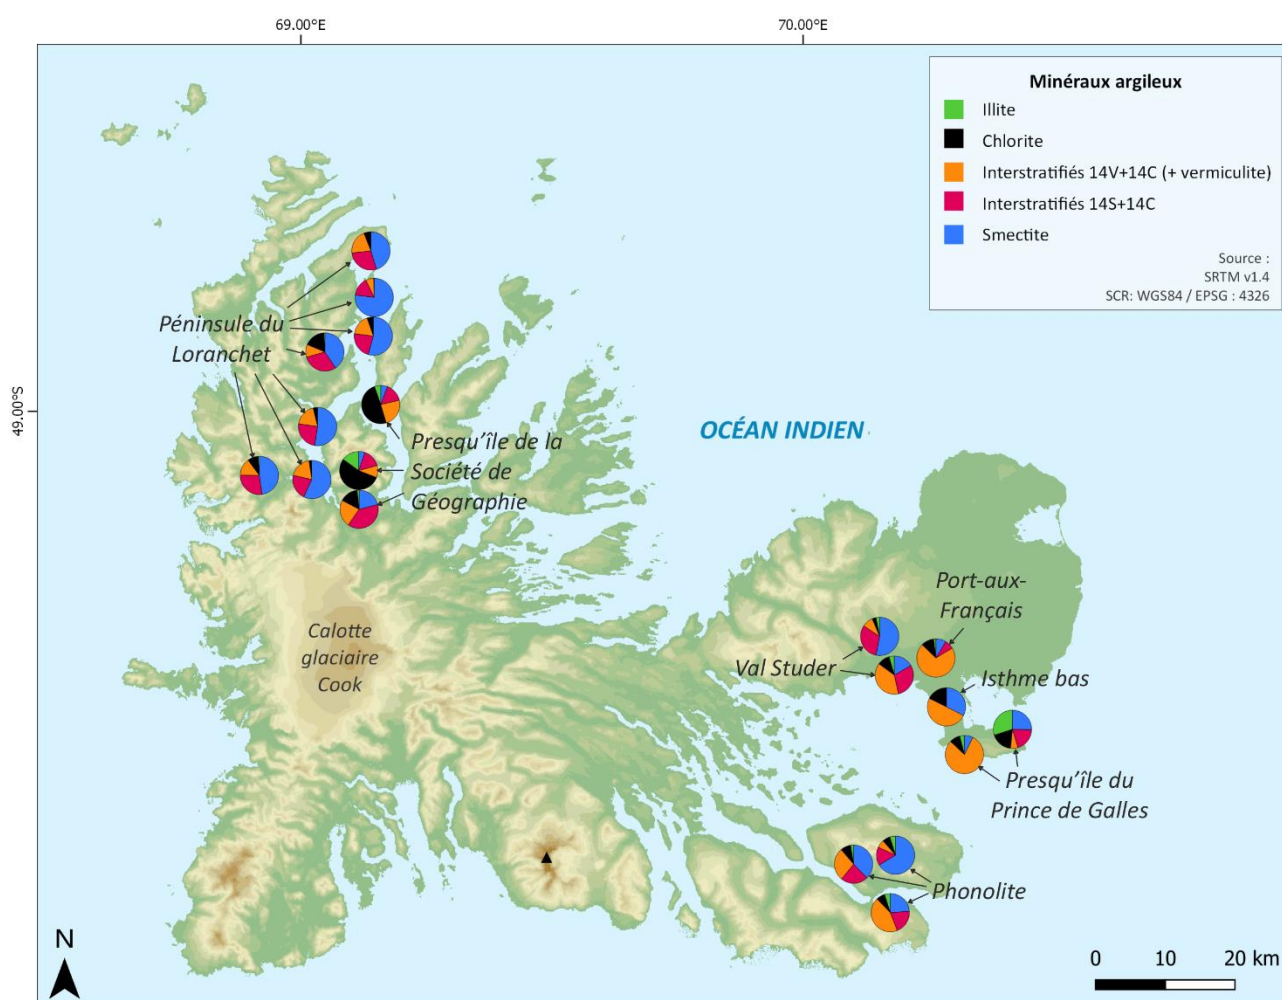 69.00°E
70.00°E
Minéraux argileux
Illite
Chlorite
Interstratifiés 14V+14C (+ vermiculite)
Interstratifiés 14S+14C
Smectite
Source :
SRTM v1.4
SCR: WGS84 / EPSG : 4326
Péninsule du
Loranchet
49.00°S
OCÉAN INDIEN
Presqu’île de la
Société de
Géographie
Port-aux-
Français
Calotte
glaciaire
Cook
Val Studer
Isthme bas
Presqu’île du
Prince de Galles
Phonolite
N
0 10 20 km